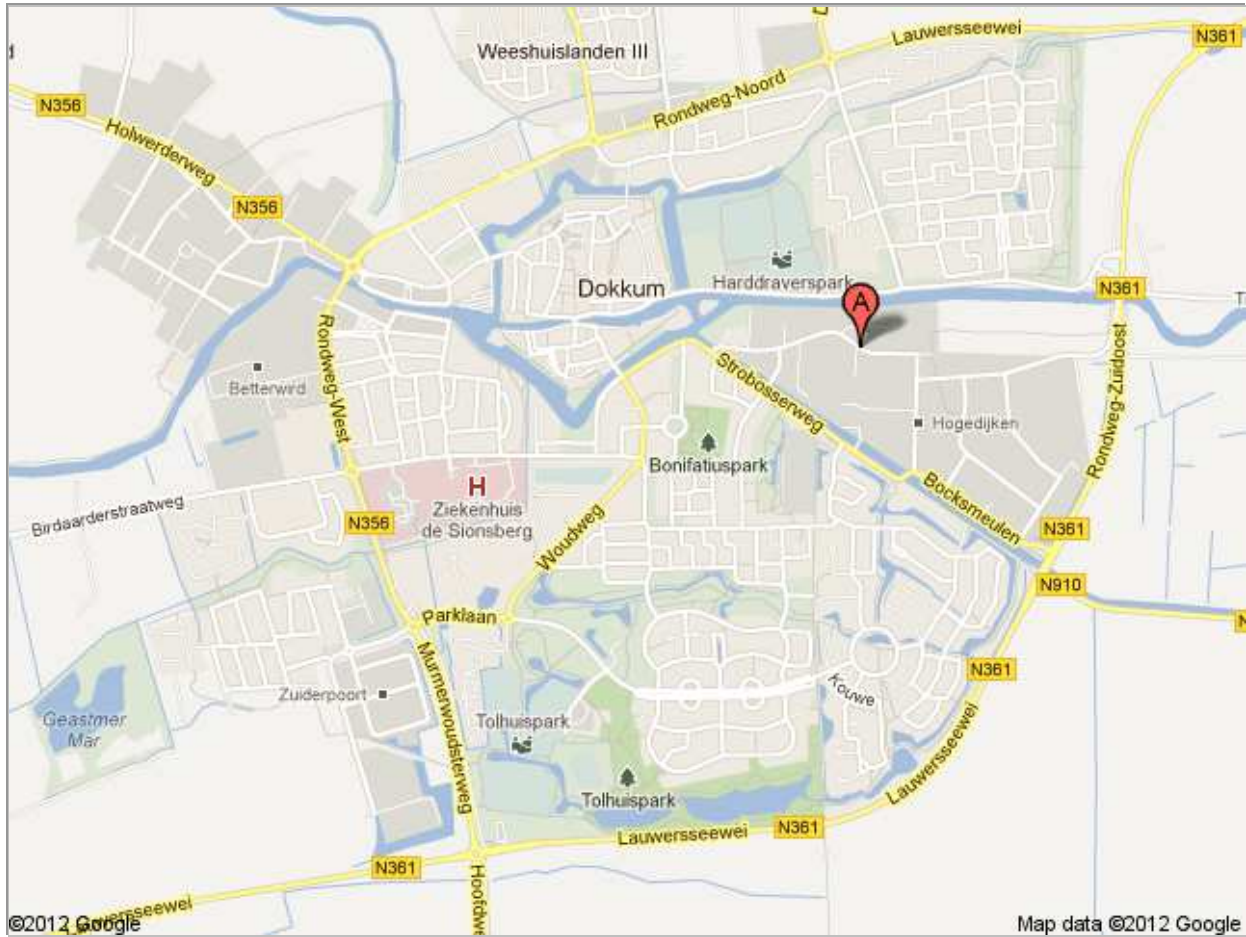 Weeshuislanden III
Lauwersseewei
N361
N356
Holwerderweg
Rondweg-Noord
N356
Dokkum
Harddraverspark
N361
A
Rondweg-West
Betterwird
Strobosserweg
Hogedijken
Rondweg-Zuidoost
Bonifatiuspark
H
Ziekenhuis
de Sionsberg
Birdaarderstraatweg
N356
Bocksmeulen
N361
Woudweg
N910
Parklaan
N361
Murmerwoudsterweg
Zuiderpoort
Kouwe
Geastmer
Mar
Tolhuispark
Tolhuispark
Lauwersseewei
Lauwersseewei
N361
N361
Lauwersseewei
©2012 Google
Map data ©2012 Google